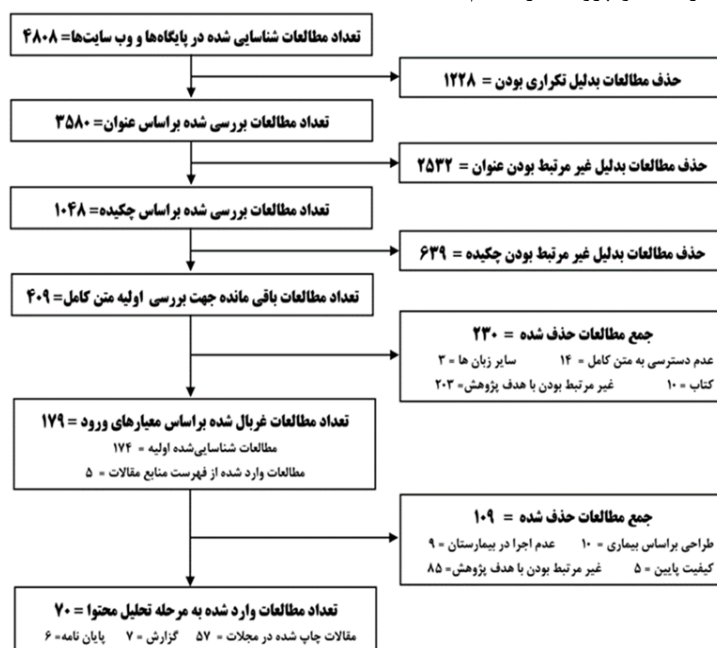 تعداد مطالعات شناسایی شده در پایگاه‌ها و وب سایت‌ها= ۴۸۰۸
حذف مطالعات بدلیل تکراری بودن = ۱۲۲۸
تعداد مطالعات بررسی شده براساس عنوان= ۳۵۸۰
حذف مطالعات بدلیل غیر مرتبط بودن عنوان = ۲۵۳۲
تعداد مطالعات بررسی شده براساس چکیده= ۱۰۴۸
حذف مطالعات بدلیل غیر مرتبط بودن چکیده = ۶۳۹
تعداد مطالعات باقی مانده جهت بررسی اولیه متن کامل= ۴۰۹
جمع مطالعات حذف شده = ۲۳۰
عدم دسترسی به متن کامل = ۱۴ سایر زبان ها = ۳
کتاب = ۱۰ غیر مرتبط بودن با هدف پژوهش= ۲۰۳
تعداد مطالعات غربال شده براساس معیارهای ورود = ۱۷۹
مطالعات شناسایی‌شده اولیه = ۱۷۴
مطالعات وارد شده از فهرست منابع مقالات = ۵
جمع مطالعات حذف شده = ۱۰۹
طراحی براساس بیماری = ۱۰ عدم اجرا در بیمارستان = ۹
کیفیت پایین = ۵ غیر مرتبط بودن با هدف پژوهش= ۸۵
تعداد مطالعات وارد شده به مرحله تحلیل محتوا = ۷۰
مقالات چاپ شده در مجلات = ۵۷ گزارش = ۷ پایان نامه= ۶